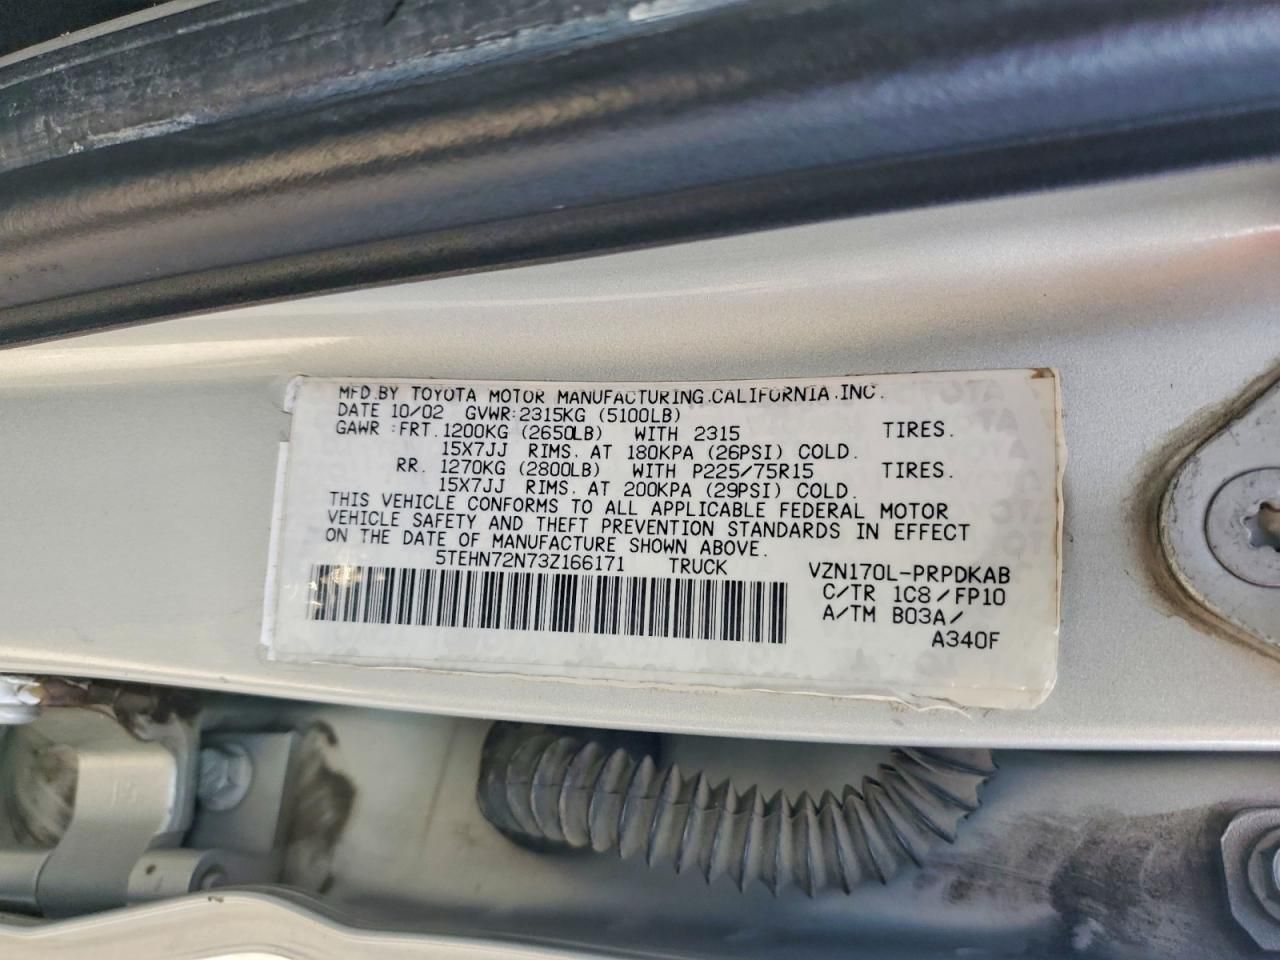 MFD.BY TOYOTA MOTOR MANUFACTURING.CALIFORNIA.INC.
DATE 10/02 GVWR:2315KG (5100LB)
GAWR :FRT.1200KG (2650LB) WITH 2315 TIRES.
15X7JJ RIMS. AT 180KPA (26PSI) COLD.
RR. 1270KG (2800LB) WITH P225/75R15 TIRES.
15X7JJ RIMS. AT 200KPA (29PSI) COLD.
THIS VEHICLE CONFORMS TO ALL APPLICABLE FEDERAL MOTOR
VEHICLE SAFETY AND THEFT PREVENTION STANDARDS IN EFFECT
ON THE DATE OF MANUFACTURE SHOWN ABOVE.
5TEHN72N73Z166171 TRUCK
VZN170L-PRPDKAB
C/TR 1C8/FP10
A/TM B03A/
A340F